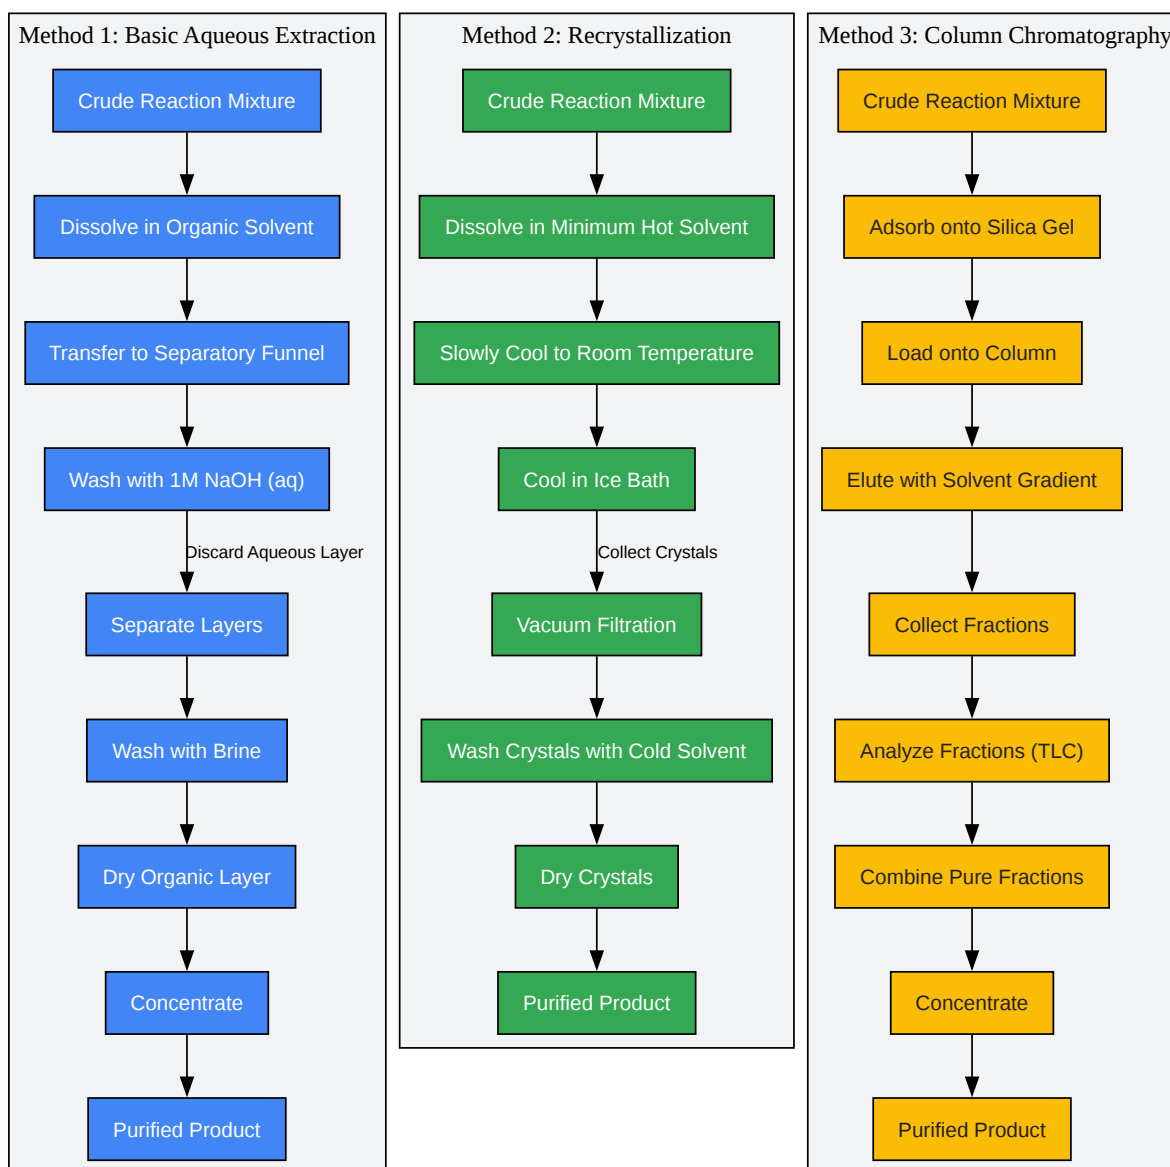 Method 1: Basic Aqueous Extraction
Crude Reaction Mixture
Dissolve in Organic Solvent
Transfer to Separatory Funnel
Wash with 1M NaOH (aq)
Discard Aqueous Layer
Separate Layers
Wash with Brine
Dry Organic Layer
Concentrate
Purified Product
Method 2: Recrystallization
Crude Reaction Mixture
Dissolve in Minimum Hot Solvent
Slowly Cool to Room Temperature
Cool in Ice Bath
Collect Crystals
Vacuum Filtration
Wash Crystals with Cold Solvent
Dry Crystals
Purified Product
Method 3: Column Chromatography
Crude Reaction Mixture
Adsorb onto Silica Gel
Load onto Column
Elute with Solvent Gradient
Collect Fractions
Analyze Fractions (TLC)
Combine Pure Fractions
Concentrate
Purified Product